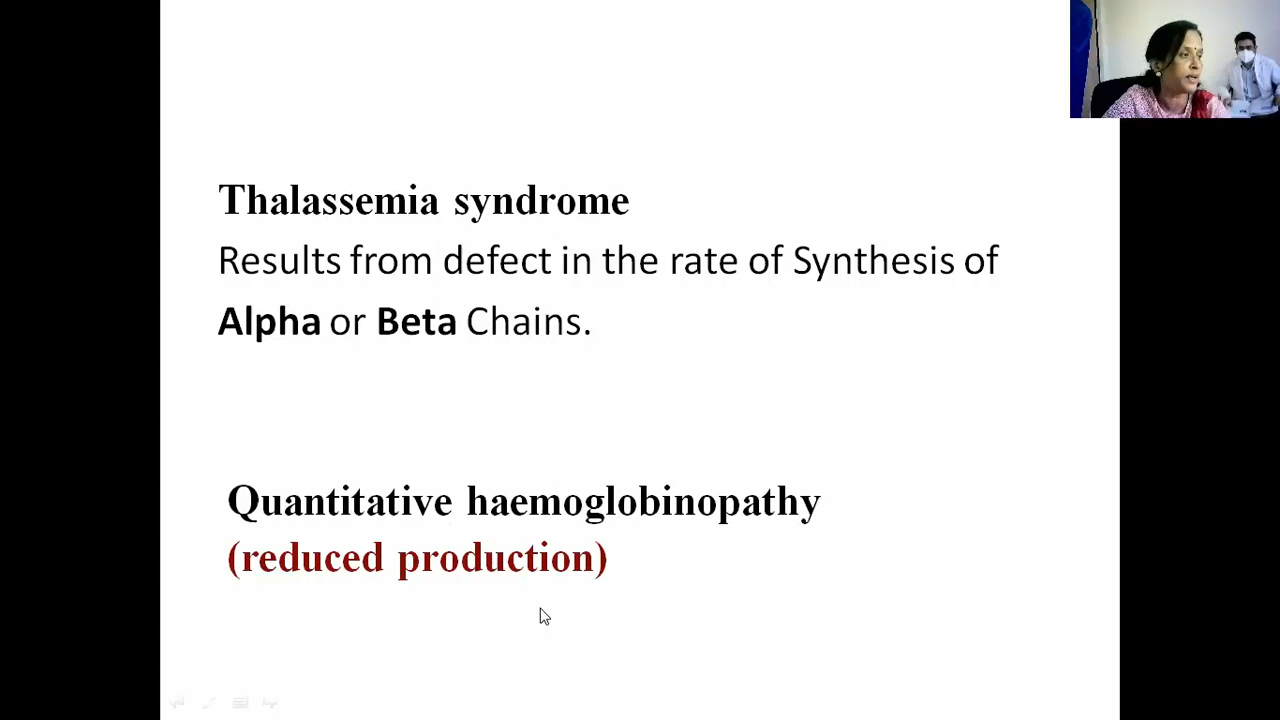 Thalassemia syndrome
Results from defect in the rate of Synthesis of
Alpha or Beta Chains.
Quantitative haemoglobinopathy
(reduced production)